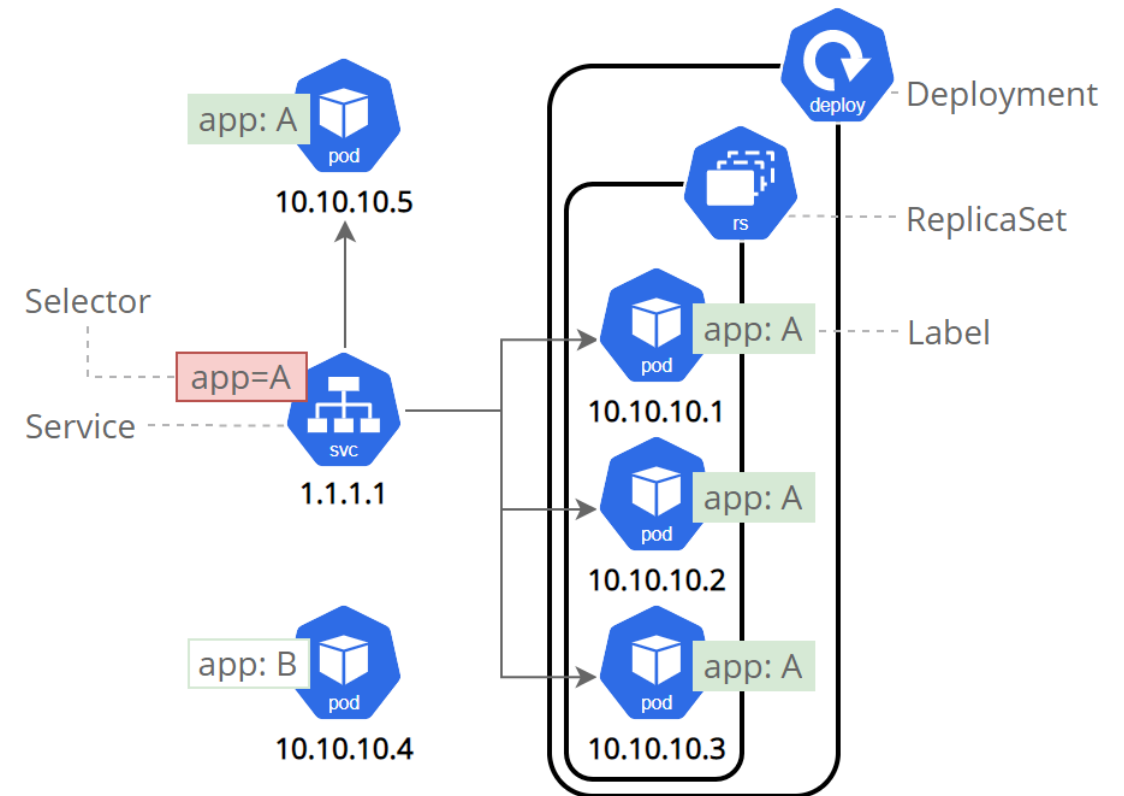 deploy
Deployment
app: A
pod
10.10.10.5
rs
ReplicaSet
Selector
app=A
Service
svc
1.1.1.1
pod
app: A
Label
10.10.10.1
pod
app: A
10.10.10.2
app: B
pod
10.10.10.4
pod
app: A
10.10.10.3